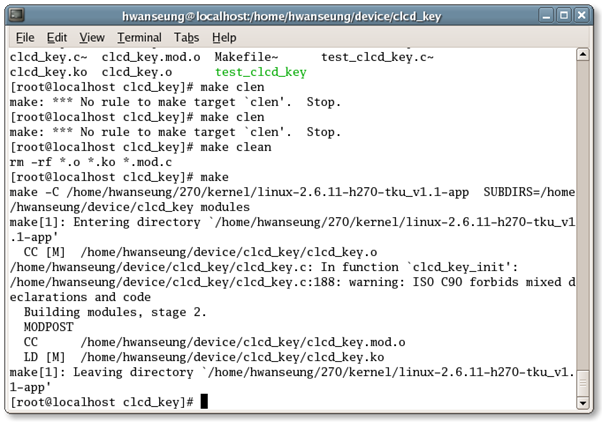 hwanseung@localhost:/home/hwanseung/device/clcd_key
File Edit View Terminal Tabs Help
clcd_key.c~  clcd_key.mod.o  Makefile~      test_clcd_key.c~
clcd_key.ko  clcd_key.o      test_clcd_key
[root@localhost clcd_key]# make clen
make: *** No rule to make target `clen'.  Stop.
[root@localhost clcd_key]# make clen
make: *** No rule to make target `clen'.  Stop.
[root@localhost clcd_key]# make clean
rm -rf *.o *.ko *.mod.c
[root@localhost clcd_key]# make
make -C /home/hwanseung/270/kernel/linux-2.6.11-h270-tku_v1.1-app  SUBDIRS=/home
/hwanseung/device/clcd_key modules
make[1]: Entering directory `/home/hwanseung/270/kernel/linux-2.6.11-h270-tku_v1
.1-app'
  CC [M]  /home/hwanseung/device/clcd_key/clcd_key.o
/home/hwanseung/device/clcd_key/clcd_key.c: In function `clcd_key_init':
/home/hwanseung/device/clcd_key/clcd_key.c:188: warning: ISO C90 forbids mixed d
eclarations and code
  Building modules, stage 2.
  MODPOST
  CC      /home/hwanseung/device/clcd_key/clcd_key.mod.o
  LD [M]  /home/hwanseung/device/clcd_key/clcd_key.ko
make[1]: Leaving directory `/home/hwanseung/270/kernel/linux-2.6.11-h270-tku_v1.
1-app'
[root@localhost clcd_key]#